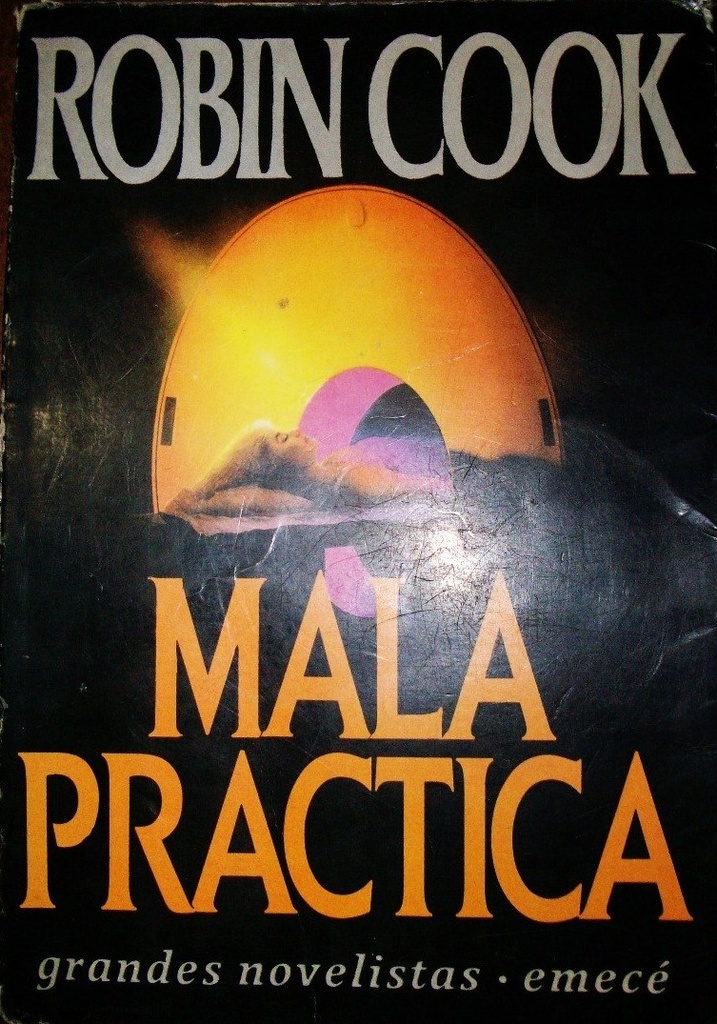 ROBIN COOK
MALA
PRACTICA
grandes novelistas · emecé